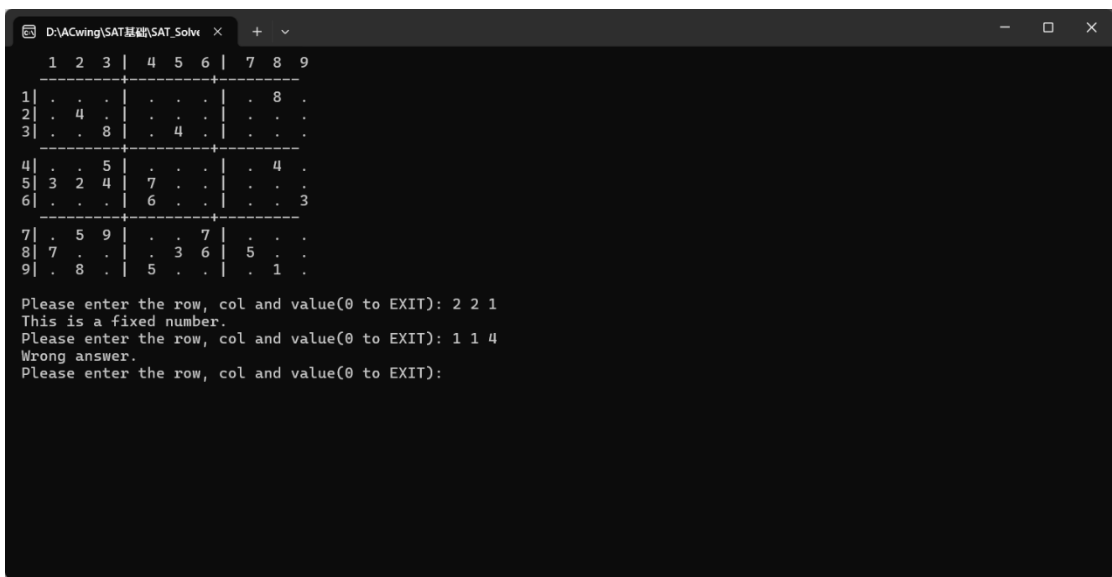 D:\ACwing\SAT基础\SAT_Solve
1 2 3 | 4 5 6 | 7 8 9
---------+---------+---------
1| . . . | . . . | . 8 .
2| . 4 . | . . . | . . .
3| . . 8 | . 4 . | . . .
---------+---------+---------
4| . . 5 | . . . | . 4 .
5| 3 2 4 | 7 . . | . . .
6| . . . | 6 . . | . . 3
---------+---------+---------
7| . 5 9 | . . 7 | . . .
8| 7 . . | . 3 6 | 5 . .
9| . 8 . | 5 . . | . 1 .
Please enter the row, col and value(0 to EXIT): 2 2 1
This is a fixed number.
Please enter the row, col and value(0 to EXIT): 1 1 4
Wrong answer.
Please enter the row, col and value(0 to EXIT):